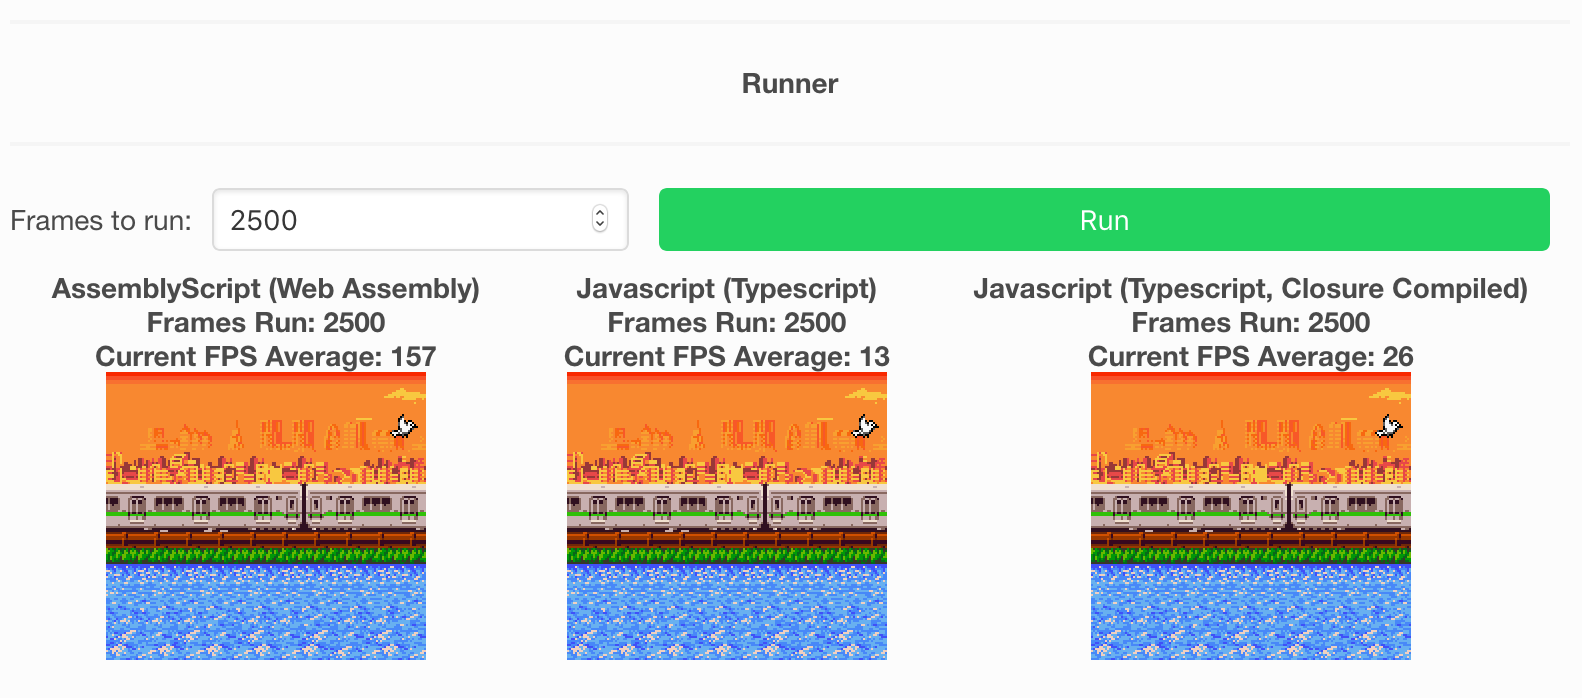 Runner
Frames to run: 2500 Run
AssemblyScript (Web Assembly)
Frames Run: 2500
Current FPS Average: 157
Javascript (Typescript)
Frames Run: 2500
Current FPS Average: 13
Javascript (Typescript, Closure Compiled)
Frames Run: 2500
Current FPS Average: 26